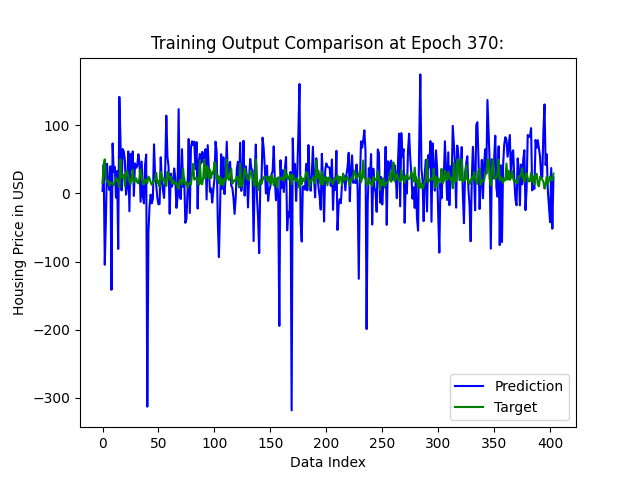 Training Output Comparison at Epoch 370:
Housing Price in USD
100
0
−100
−200
−300
0 50 100 150 200 250 300 350 400
Data Index
Prediction
Target